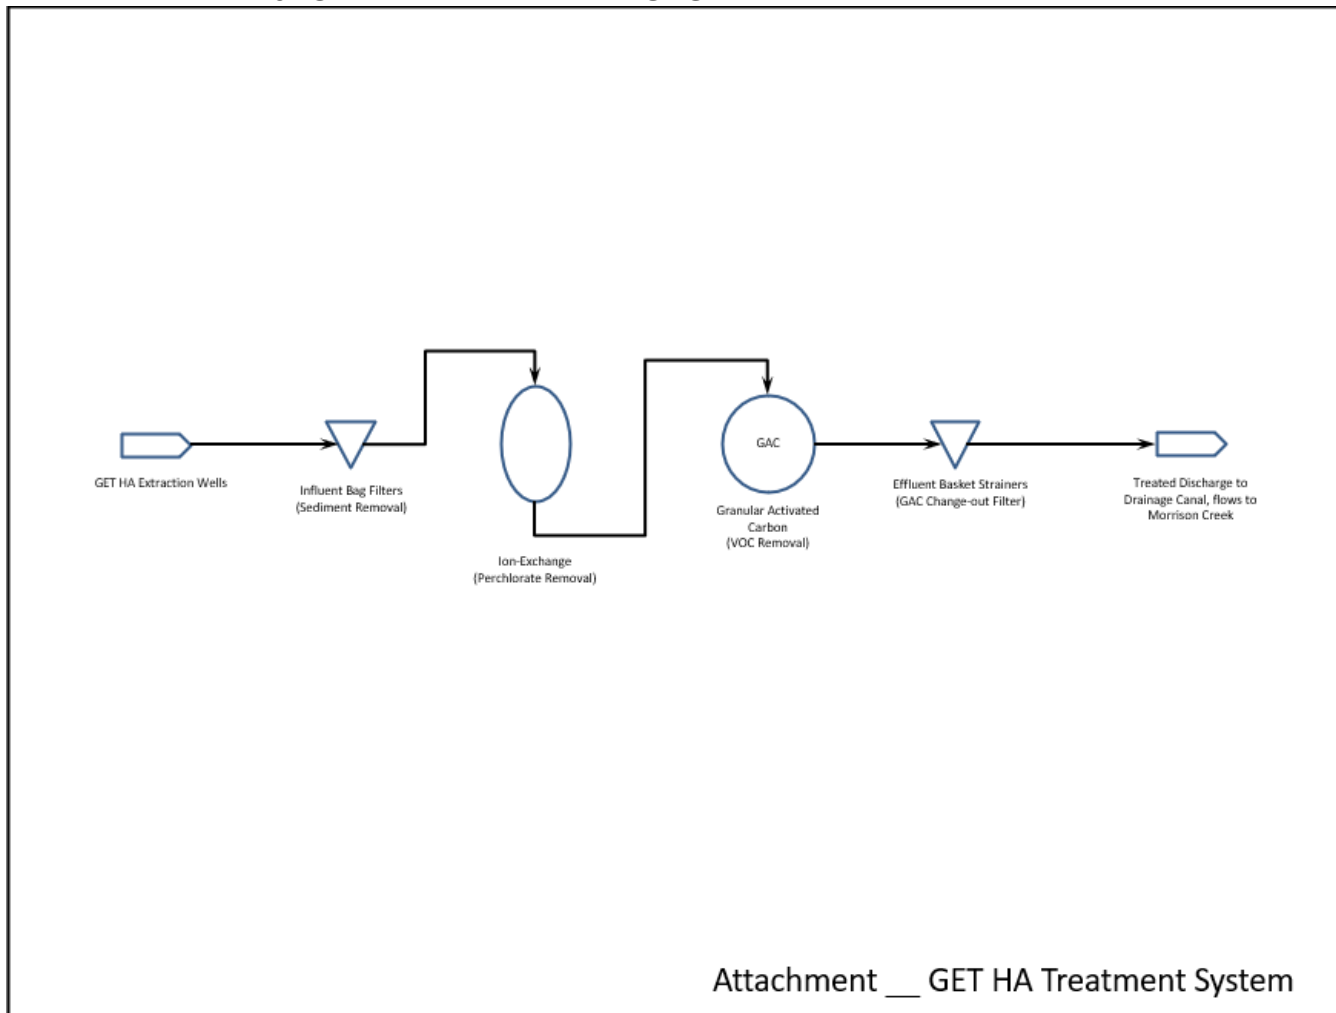 GET HA Extraction Wells
Influent Bag Filters
(Sediment Removal)
Ion-Exchange
(Perchlorate Removal)
GAC
Granular Activated
Carbon
(VOC Removal)
Effluent Basket Strainers
(GAC Change-out Filter)
Treated Discharge to
Drainage Canal, flows to
Morrison Creek
Attachment __ GET HA Treatment System